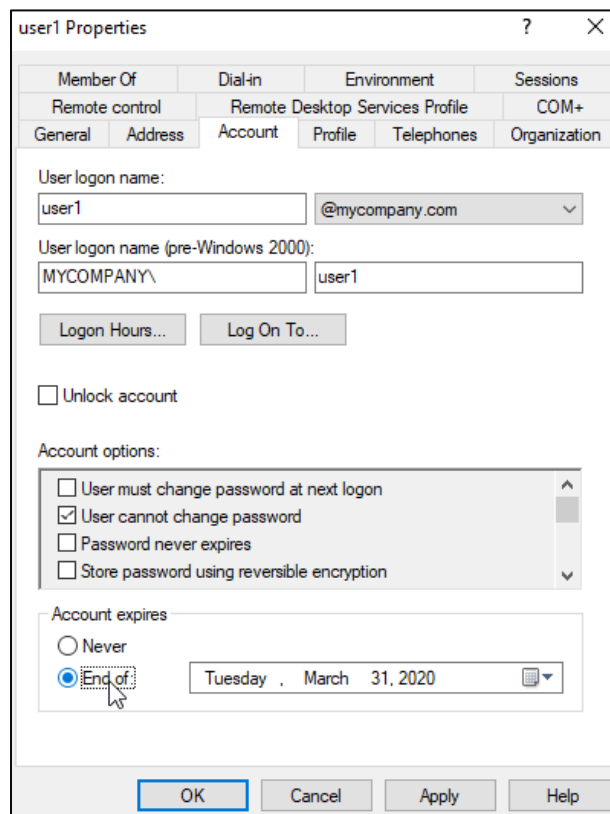 user1 Properties ?
Member Of Dial-in Environment Sessions
Remote control Remote Desktop Services Profile COM+
General Address Account Profile Telephones Organization
User logon name:
user1 @mycompany.com
User logon name (pre-Windows 2000):
MYCOMPANY\ user1
Logon Hours... Log On To...
Unlock account
Account options:
User must change password at next logon
User cannot change password
Password never expires
Store password using reversible encryption
Account expires
Never
End of: Tuesday , March 31, 2020
OK Cancel Apply Help